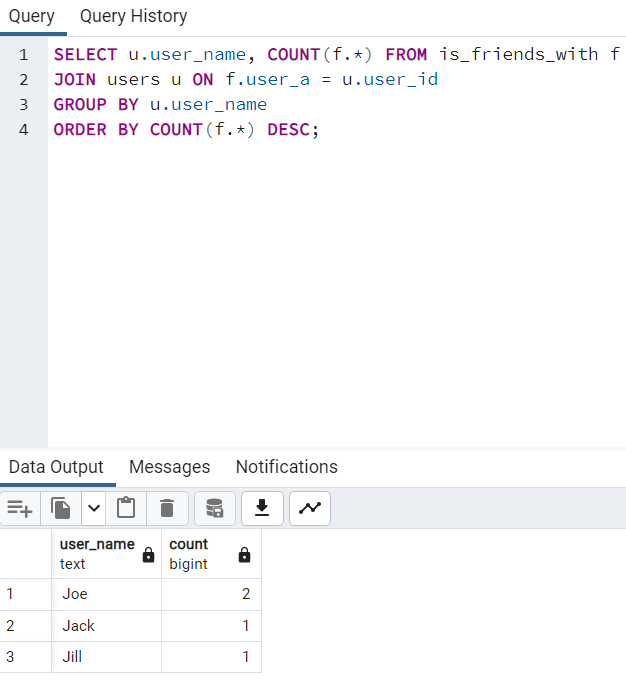 Query Query History
1 SELECT u.user_name, COUNT(f.*) FROM is_friends_with f
2 JOIN users u ON f.user_a = u.user_id
3 GROUP BY u.user_name
4 ORDER BY COUNT(f.*) DESC;
Data Output Messages Notifications
user_name count
text bigint
1 Joe 2
2 Jack 1
3 Jill 1